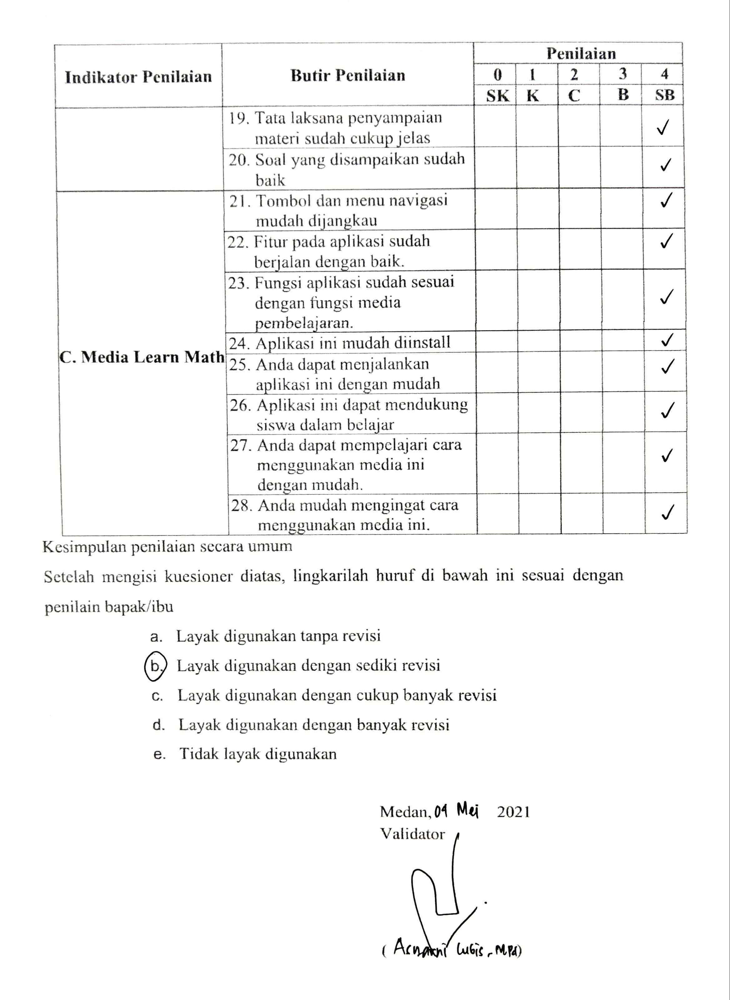 Indikator Penilaian
Butir Penilaian
Penilaian
0 1 2 3 4
SK K C B SB
19. Tata laksana penyampaian
materi sudah cukup jelas
✓
20. Soal yang disampaikan sudah
baik
✓
C. Media Learn Math
21. Tombol dan menu navigasi
mudah dijangkau
✓
22. Fitur pada aplikasi sudah
berjalan dengan baik.
✓
23. Fungsi aplikasi sudah sesuai
dengan fungsi media
pembelajaran.
✓
24. Aplikasi ini mudah diinstall
✓
25. Anda dapat menjalankan
aplikasi ini dengan mudah
✓
26. Aplikasi ini dapat mendukung
siswa dalam belajar
✓
27. Anda dapat mempelajari cara
menggunakan media ini
dengan mudah.
✓
28. Anda mudah mengingat cara
menggunakan media ini.
✓
Kesimpulan penilaian secara umum
Setelah mengisi kuesioner diatas, lingkarilah huruf di bawah ini sesuai dengan
penilain bapak/ibu
a. Layak digunakan tanpa revisi
b. Layak digunakan dengan sediki revisi
c. Layak digunakan dengan cukup banyak revisi
d. Layak digunakan dengan banyak revisi
e. Tidak layak digunakan
Medan, Mei 2021
Validator
( Lubis, MPd)